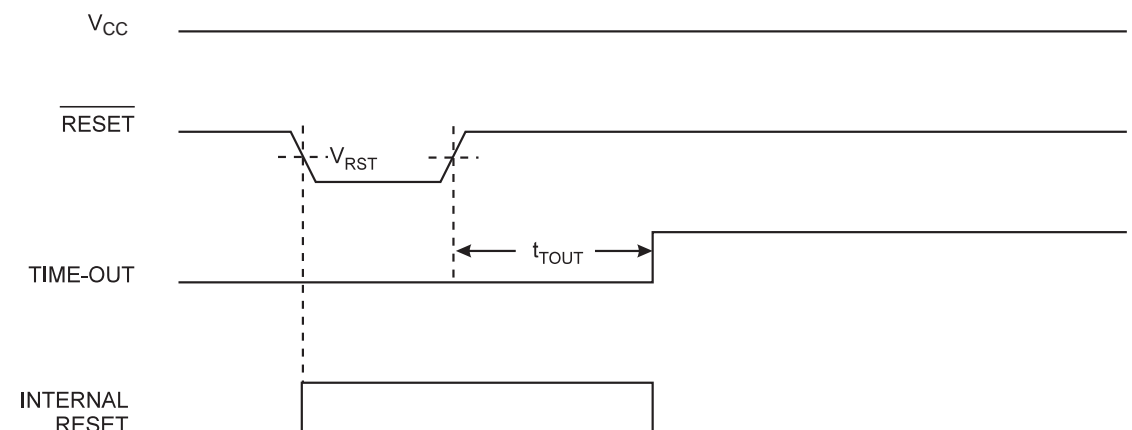 VCC
RESET
VRST
tTOUT
TIME-OUT
INTERNAL
RESET